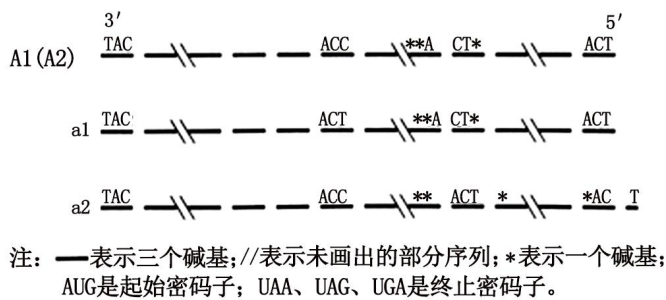 3′ 5′
A1(A2) TAC ACC **A CT* ACT
a1 TAC ACT **A CT* ACT
a2 TAC ACC ** ACT * *AC T
注：━表示三个碱基；//表示未画出的部分序列；*表示一个碱基；
AUG是起始密码子；UAA、UAG、UGA是终止密码子。